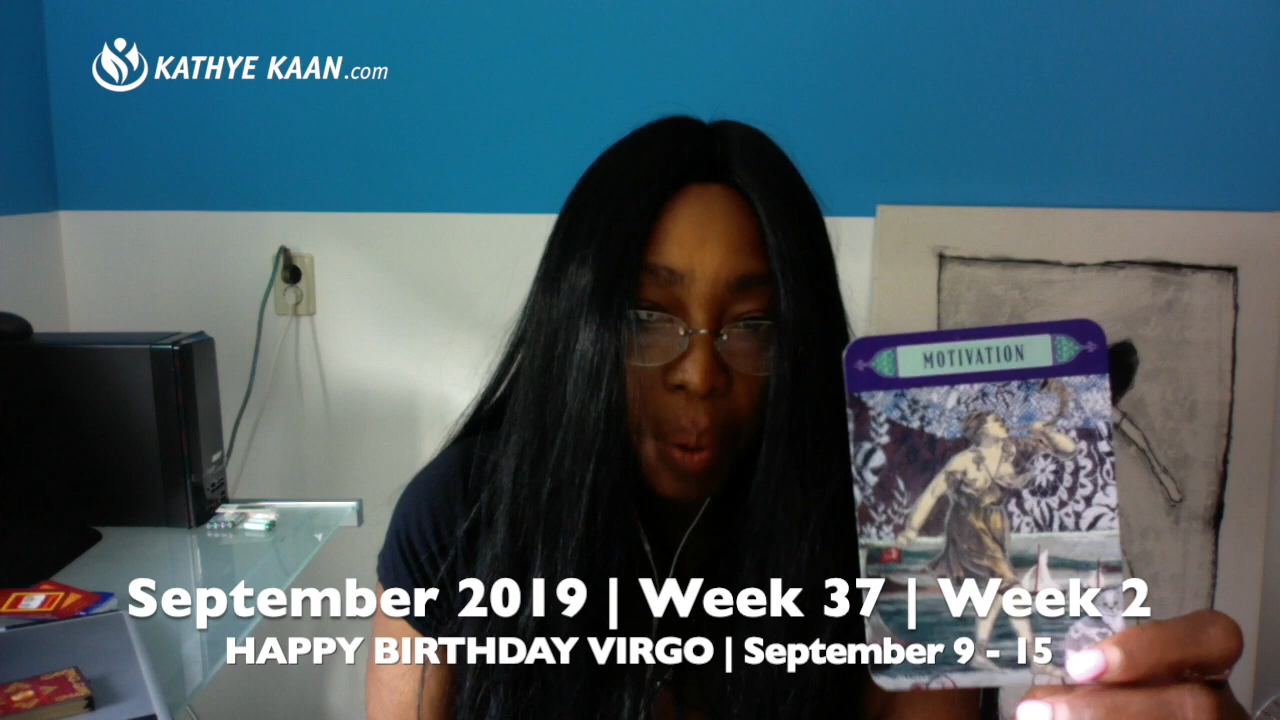 KATHYE KAAN.com
MOTIVATION
September 2019 | Week 37 | Week 2
HAPPY BIRTHDAY VIRGO | September 9 - 15